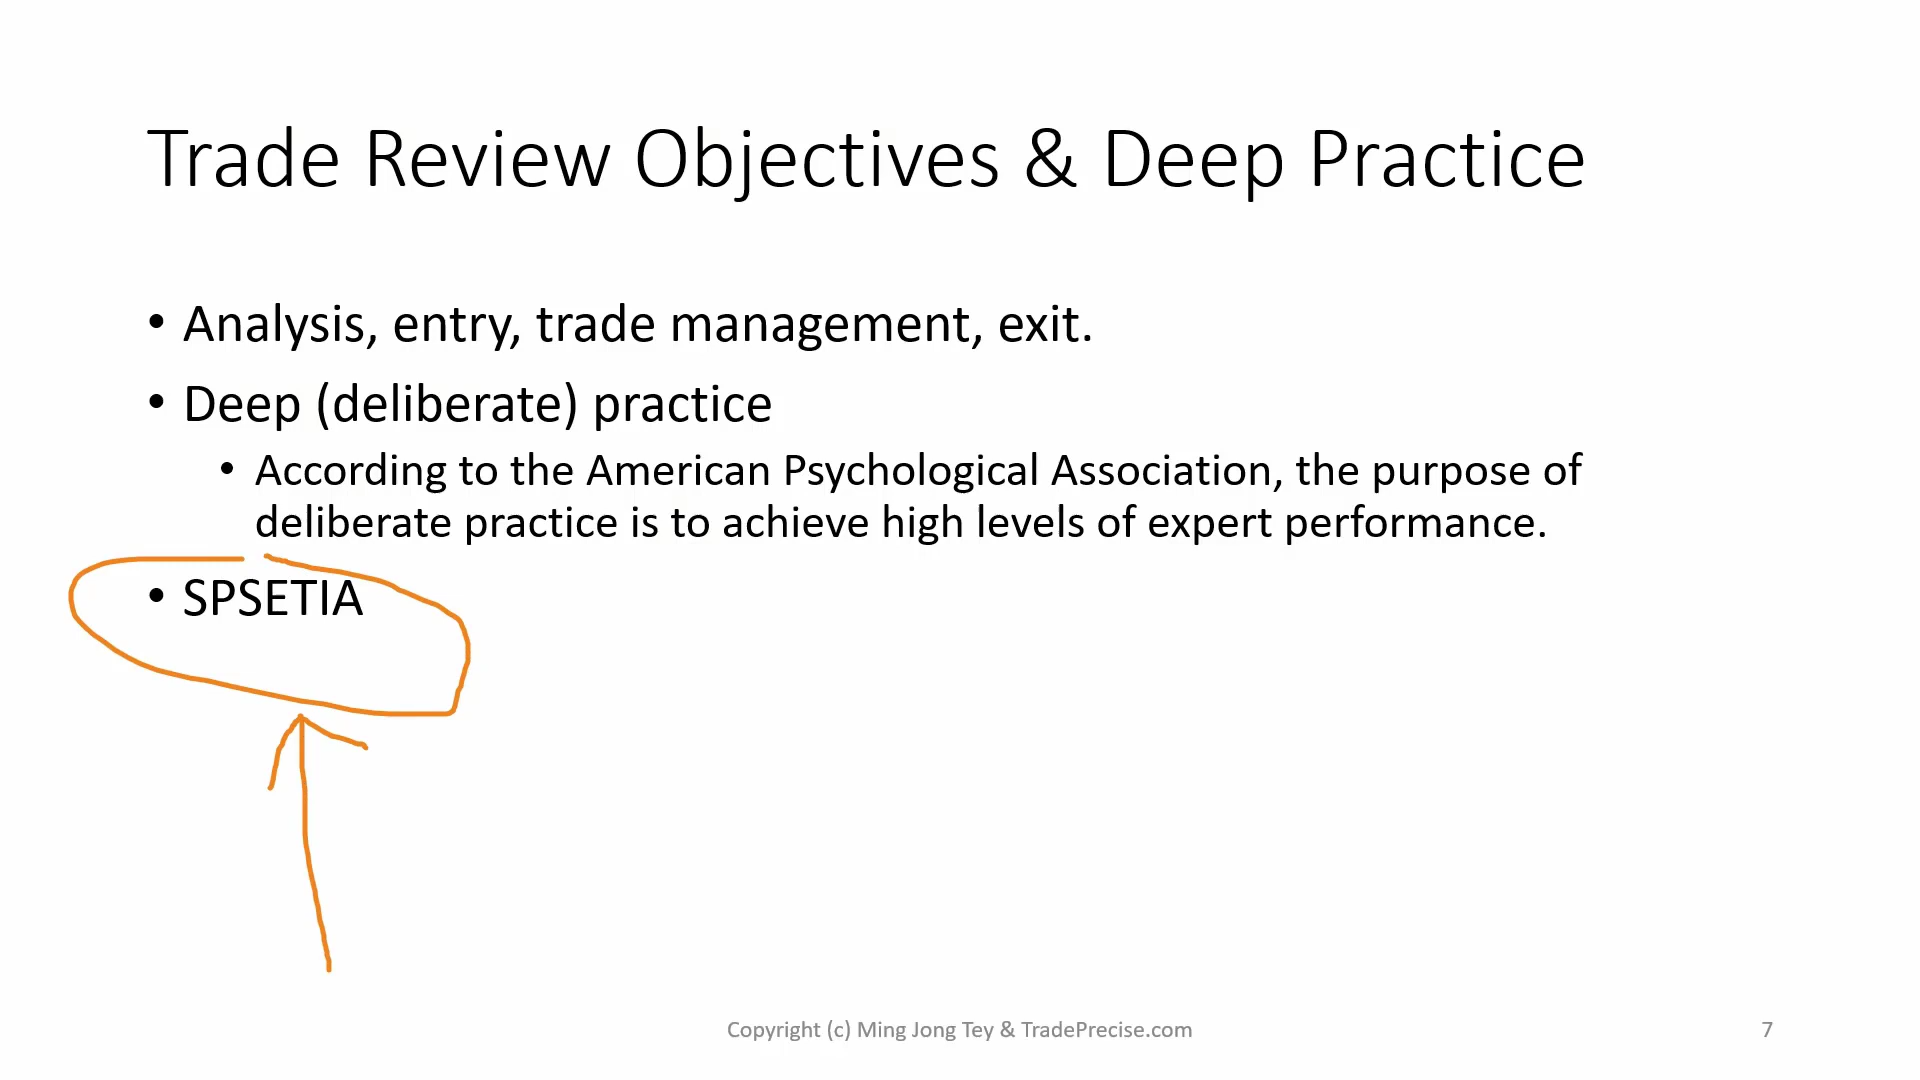 Trade Review Objectives & Deep Practice
• Analysis, entry, trade management, exit.
• Deep (deliberate) practice
• According to the American Psychological Association, the purpose of
deliberate practice is to achieve high levels of expert performance.
• SPSETIA
Copyright (c) Ming Jong Tey & TradePrecise.com
7